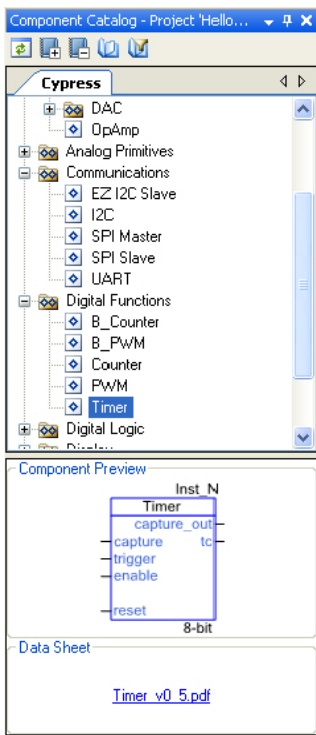 Component Catalog - Project 'Hello...
Cypress
DAC
OpAmp
Analog Primitives
Communications
EZ I2C Slave
I2C
SPI Master
SPI Slave
UART
Digital Functions
B_Counter
B_PWM
Counter
PWM
Timer
Digital Logic
Display
Component Preview
Inst_N
Timer
capture_out
capture tc
trigger
enable
reset
8-bit
Data Sheet
Timer_v0_5.pdf